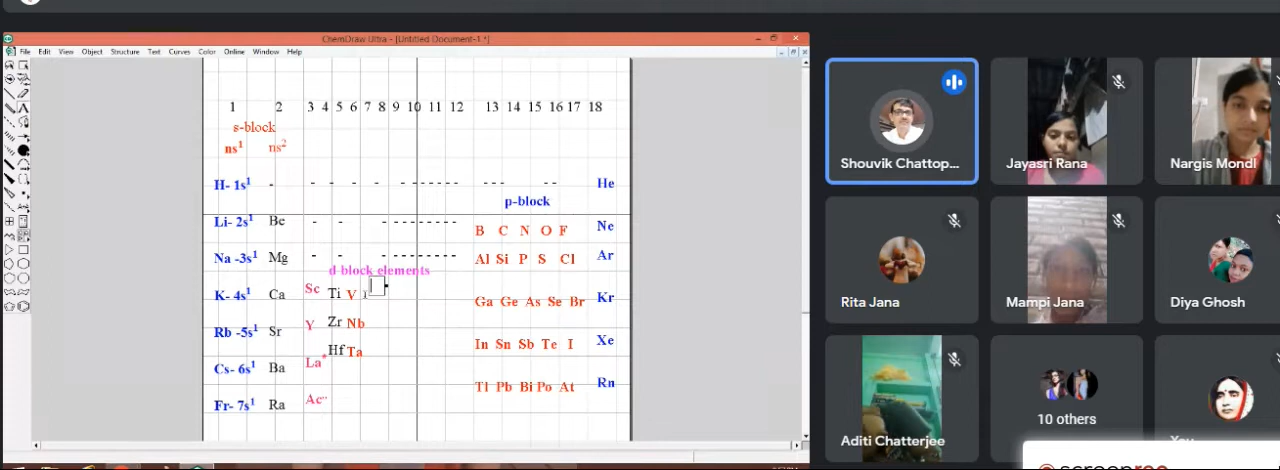 ChemDraw Ultra - [Untitled Document-1 *]
File Edit View Object Structure Text Curves Color Online Window Help
1 2 3 4 5 6 7 8 9 10 11 12 13 14 15 16 17 18
s-block
ns¹ ns²
H- 1s¹ - - - - - - - - - - - - - - - - He
p-block
Li- 2s¹ Be - - - - - - - - - - B C N O F Ne
Na -3s¹ Mg - - - - - - - - - - Al Si P S Cl Ar
d-block elements
K- 4s¹ Ca Sc Ti V Ga Ge As Se Br Kr
Rb -5s¹ Sr Y Zr Nb In Sn Sb Te I Xe
Cs- 6s¹ Ba La* Hf Ta Tl Pb Bi Po At Rn
Fr- 7s¹ Ra Ac**
Shouvik Chattop...
Jayasri Rana
Nargis Mondl
Rita Jana
Mampi Jana
Diya Ghosh
Aditi Chatterjee
10 others
You